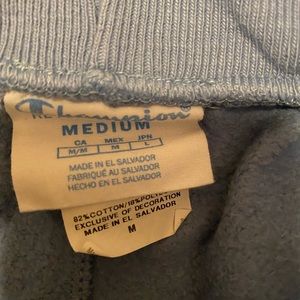 Champion
MEDIUM
CA MEX JPN
M/M M L
MADE IN EL SALVADOR
FABRIQUÉ AU SALVADOR
HECHO EN EL SALVADOR
82% COTTON/18% POLYES
EXCLUSIVE OF DECORATION
MADE IN EL SALVADOR
M